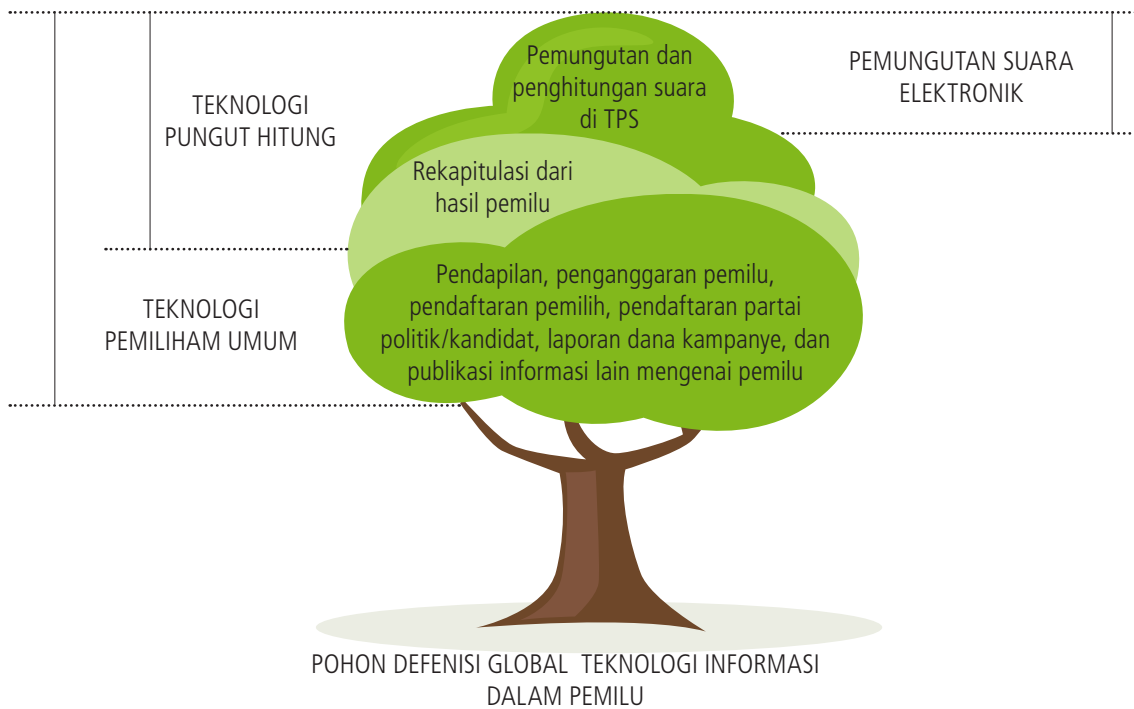 Pemungutan dan
penghitungan suara
di TPS
PEMUNGUTAN SUARA
ELEKTRONIK
TEKNOLOGI
PUNGUT HITUNG
Rekapitulasi dari
hasil pemilu
Pendapilan, penganggaran pemilu,
pendaftaran pemilih, pendaftaran partai
politik/kandidat, laporan dana kampanye, dan
publikasi informasi lain mengenai pemilu
TEKNOLOGI
PEMILIHAM UMUM
POHON DEFENISI GLOBAL TEKNOLOGI INFORMASI
DALAM PEMILU